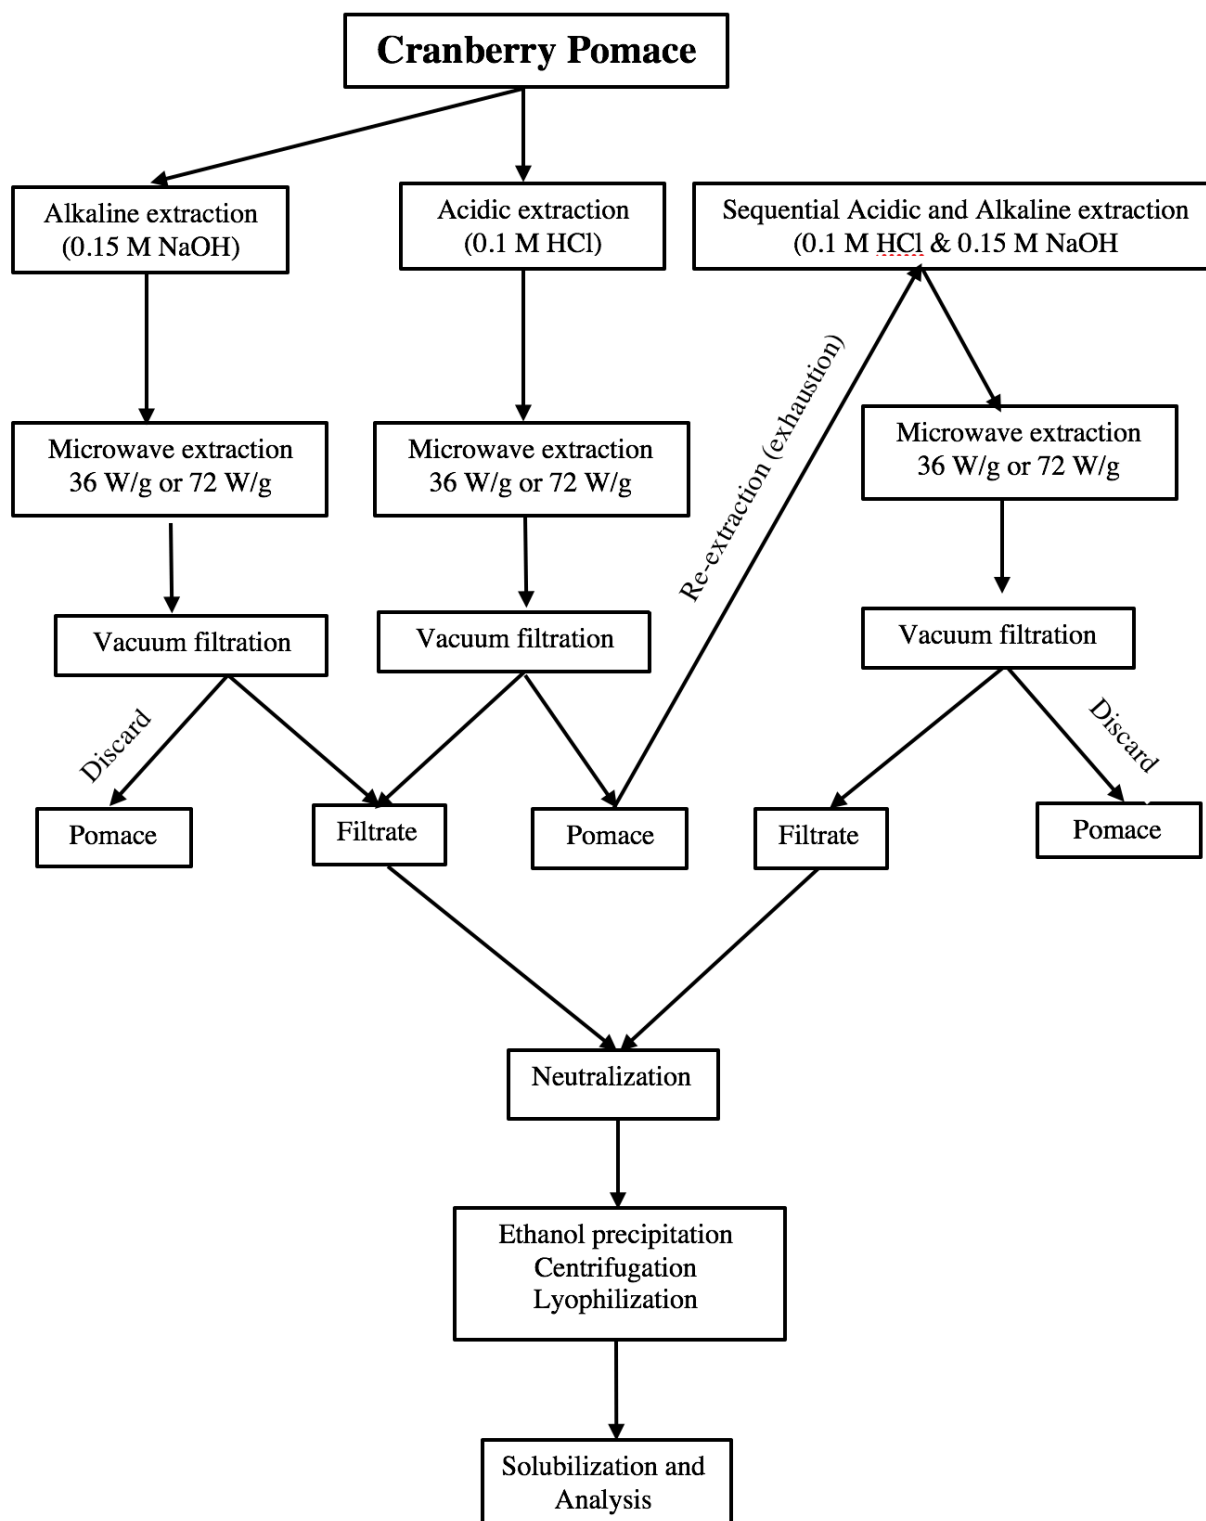 Cranberry Pomace
Alkaline extraction
(0.15 M NaOH)
Acidic extraction
(0.1 M HCl)
Sequential Acidic and Alkaline extraction
(0.1 M HCl & 0.15 M NaOH
Microwave extraction
36 W/g or 72 W/g
Microwave extraction
36 W/g or 72 W/g
Re-extraction (exhaustion)
Microwave extraction
36 W/g or 72 W/g
Vacuum filtration
Vacuum filtration
Vacuum filtration
Discard
Discard
Pomace
Filtrate
Pomace
Filtrate
Pomace
Neutralization
Ethanol precipitation
Centrifugation
Lyophilization
Solubilization and
Analysis